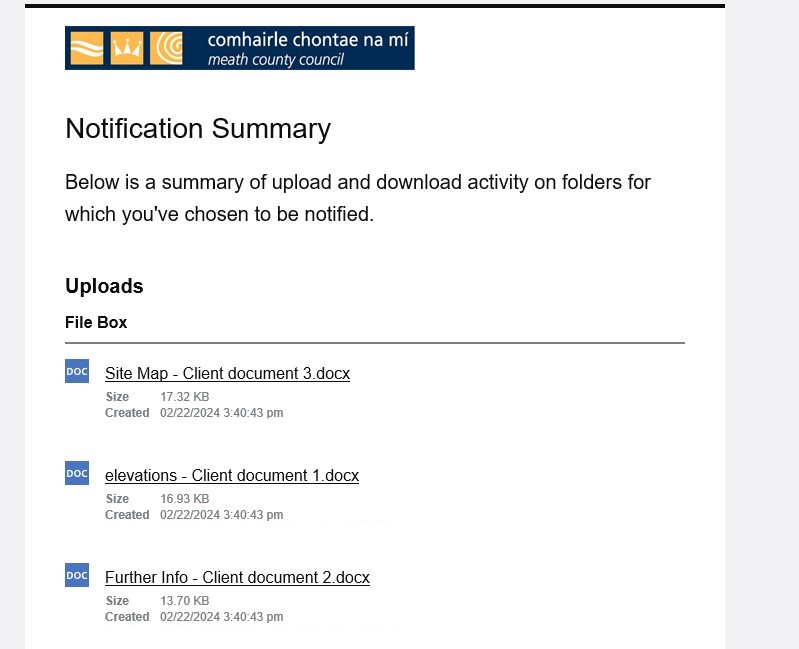 comhairle chontae na mí
meath county council
Notification Summary
Below is a summary of upload and download activity on folders for
which you've chosen to be notified.
Uploads
File Box
DOC Site Map - Client document 3.docx
Size 17.32 KB
Created 02/22/2024 3:40:43 pm
DOC elevations - Client document 1.docx
Size 16.93 KB
Created 02/22/2024 3:40:43 pm
DOC Further Info - Client document 2.docx
Size 13.70 KB
Created 02/22/2024 3:40:43 pm